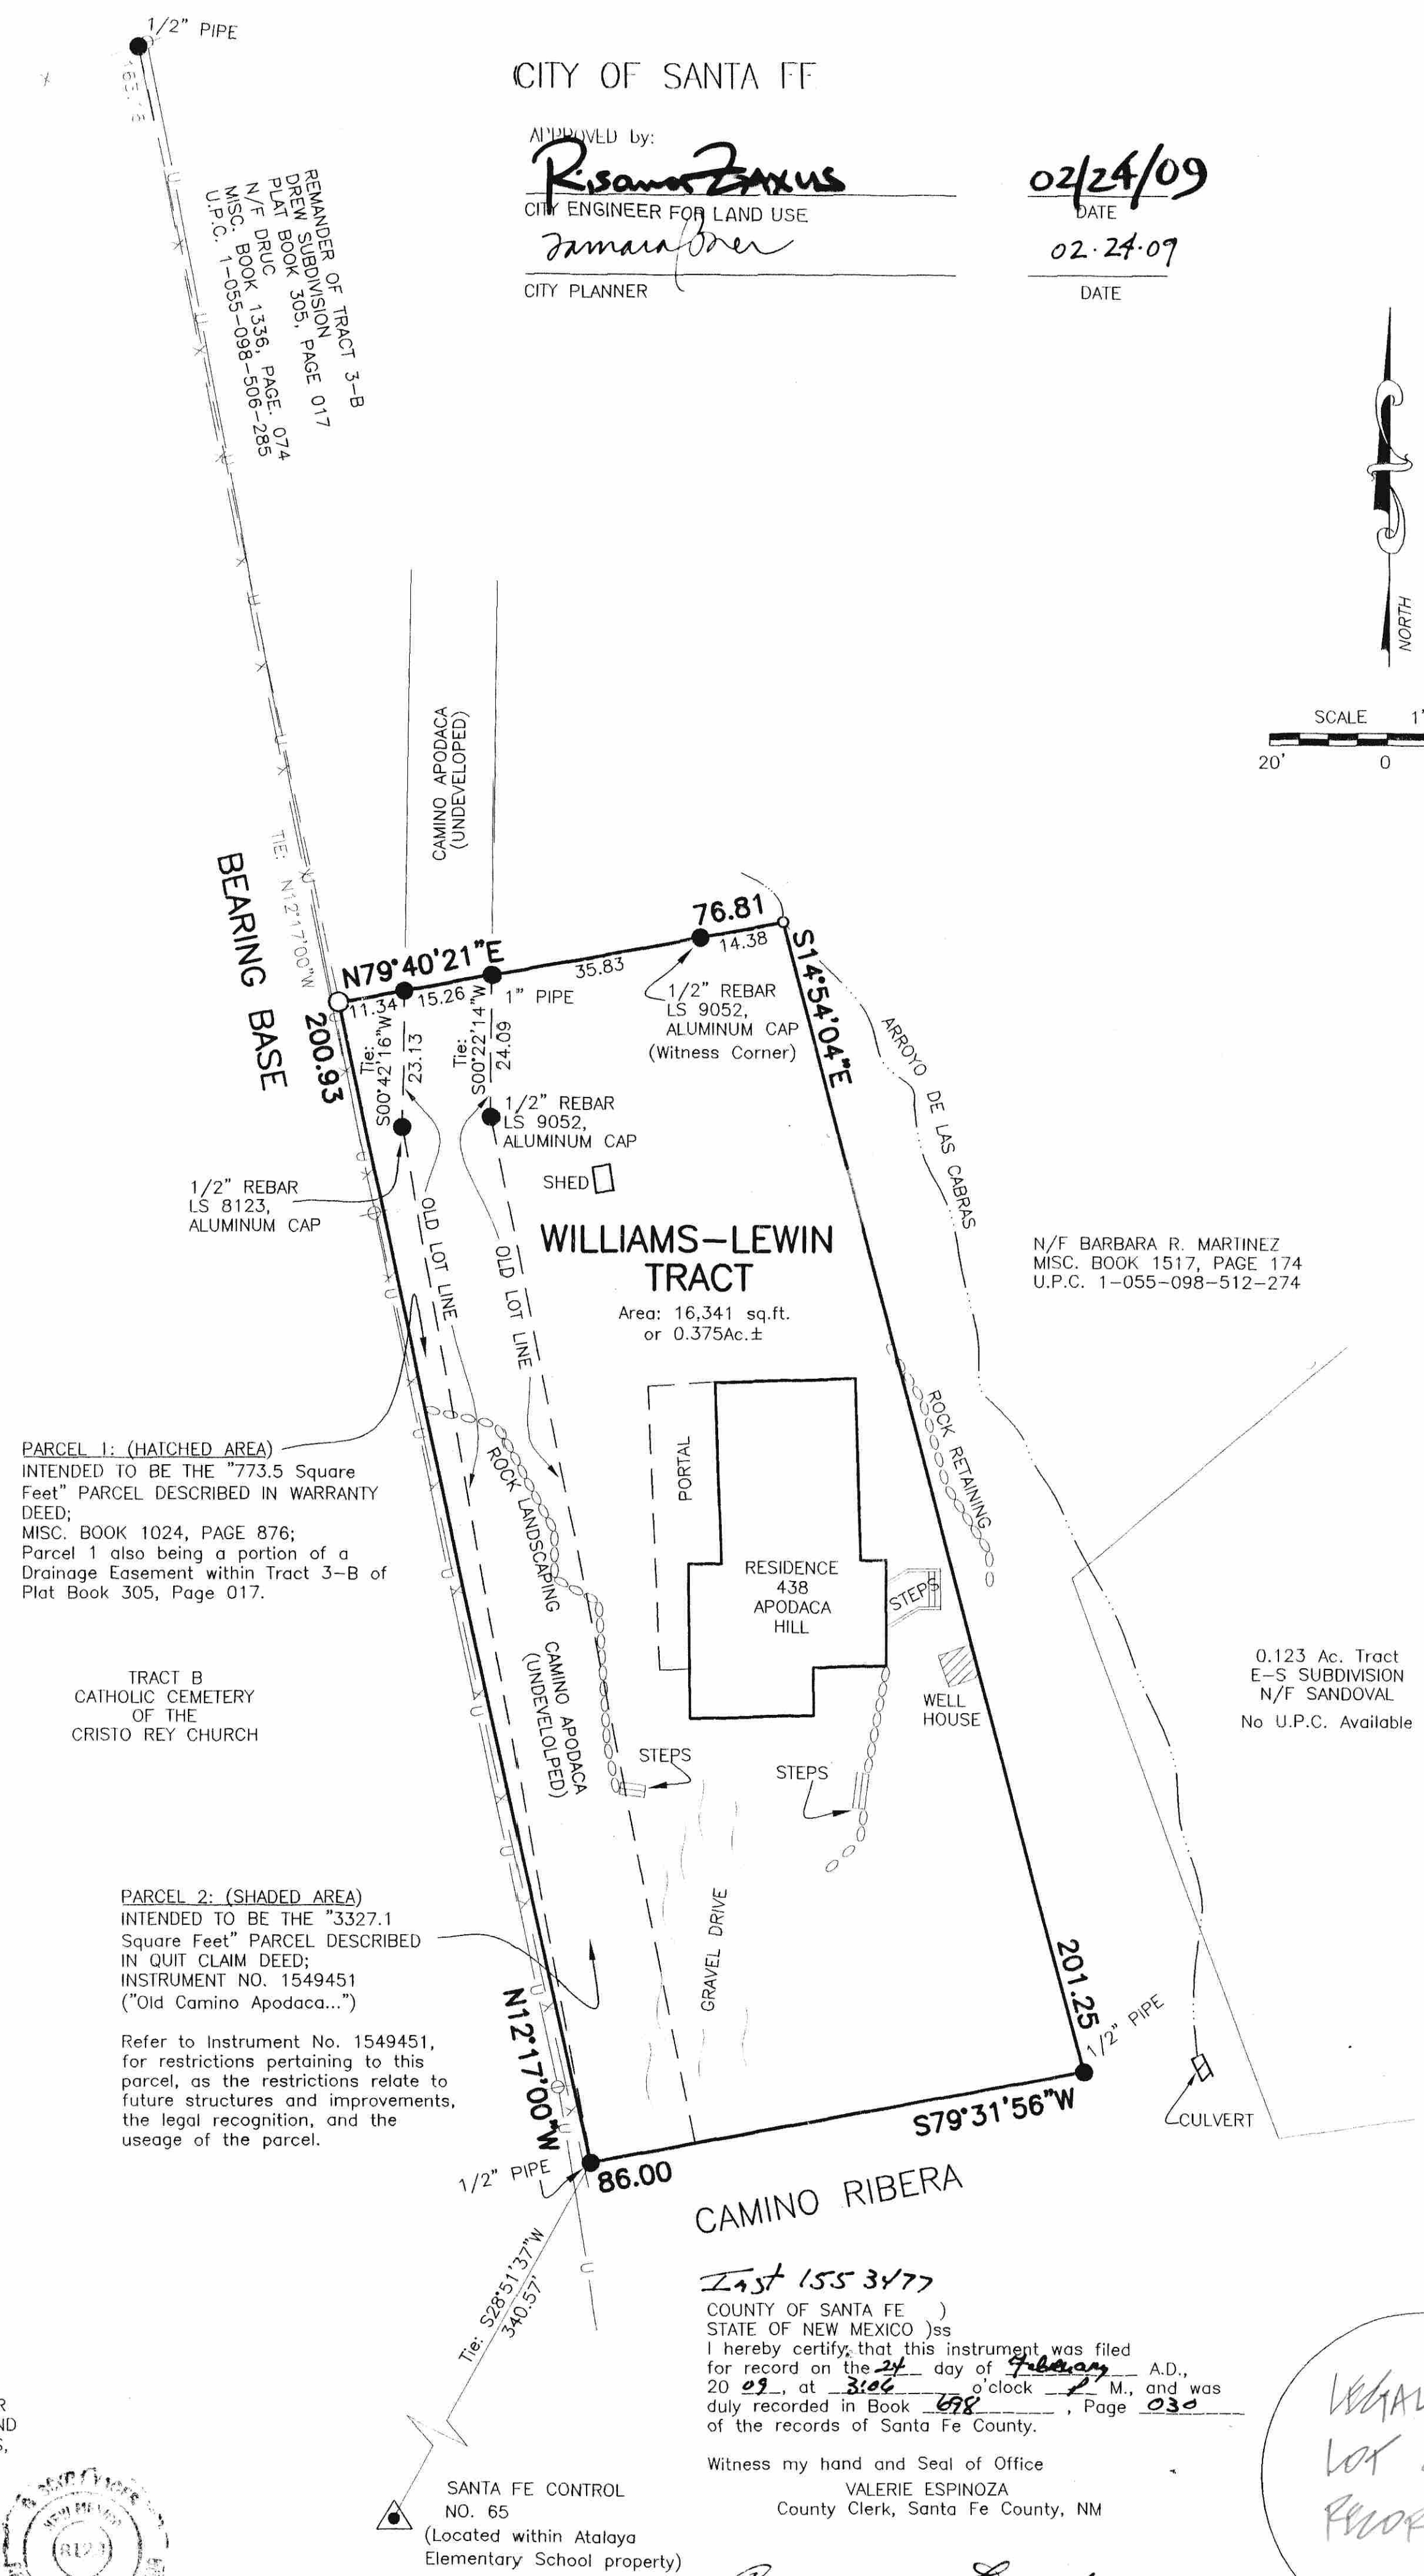 1/2" PIPE
CITY OF SANTA FE
APPROVED by:
Risana Zaxus
02/24/09
CITY ENGINEER FOR LAND USE
DATE
02·24·09
CITY PLANNER
DATE
REMANDER OF TRACT 3-B
DREW SUBDIVISION
PLAT BOOK 305, PAGE 017
N/F DRUC
MISC. BOOK 1336, PAGE. 074
U.P.C. 1-055-098-506-285
NORTH
SCALE 1'
20' 0
CAMINO APODACA
(UNDEVELOPED)
TIE: N12°17'00"W
BEARING BASE
200.93
N79°40'21"E
76.81
11.34
15.26
35.83
14.38
1" PIPE
1/2" REBAR
LS 9052,
ALUMINUM CAP
(Witness Corner)
S14°54'04"E
Tie:
S00°42'16"W
23.13
Tie:
S00°22'14"W
24.09
1/2" REBAR
LS 9052,
ALUMINUM CAP
ARROYO DE LAS CABRAS
1/2" REBAR
LS 8123,
ALUMINUM CAP
SHED
OLD LOT LINE
OLD LOT LINE
WILLIAMS-LEWIN
TRACT
Area: 16,341 sq.ft.
or 0.375Ac.±
N/F BARBARA R. MARTINEZ
MISC. BOOK 1517, PAGE 174
U.P.C. 1-055-098-512-274
PARCEL 1: (HATCHED AREA)
INTENDED TO BE THE "773.5 Square
Feet" PARCEL DESCRIBED IN WARRANTY
DEED;
MISC. BOOK 1024, PAGE 876;
Parcel 1 also being a portion of a
Drainage Easement within Tract 3-B of
Plat Book 305, Page 017.
ROCK LANDSCAPING
PORTAL
ROCK RETAINING
RESIDENCE
438
APODACA
HILL
STEPS
WELL
HOUSE
TRACT B
CATHOLIC CEMETERY
OF THE
CRISTO REY CHURCH
CAMINO APODACA
(UNDEVELOLPED)
STEPS
STEPS
0.123 Ac. Tract
E-S SUBDIVISION
N/F SANDOVAL
No U.P.C. Available
PARCEL 2: (SHADED AREA)
INTENDED TO BE THE "3327.1
Square Feet" PARCEL DESCRIBED
IN QUIT CLAIM DEED;
INSTRUMENT NO. 1549451
("Old Camino Apodaca...")
Refer to Instrument No. 1549451,
for restrictions pertaining to this
parcel, as the restrictions relate to
future structures and improvements,
the legal recognition, and the
useage of the parcel.
GRAVEL DRIVE
N12°17'00"W
201.25
1/2" PIPE
S79°31'56"W
CULVERT
1/2" PIPE
86.00
CAMINO RIBERA
Tie: S28°51'37"W
340.57'
Inst 1553477
COUNTY OF SANTA FE )
STATE OF NEW MEXICO )ss
I hereby certify that this instrument was filed
for record on the 24 day of February A.D.,
20 09, at 3:06 o'clock P M., and was
duly recorded in Book 698, Page 030
of the records of Santa Fe County.
Witness my hand and Seal of Office
VALERIE ESPINOZA
County Clerk, Santa Fe County, NM
SANTA FE CONTROL
NO. 65
(Located within Atalaya
Elementary School property)
NEW MEXICO
LEGAL
LOT
RECOR